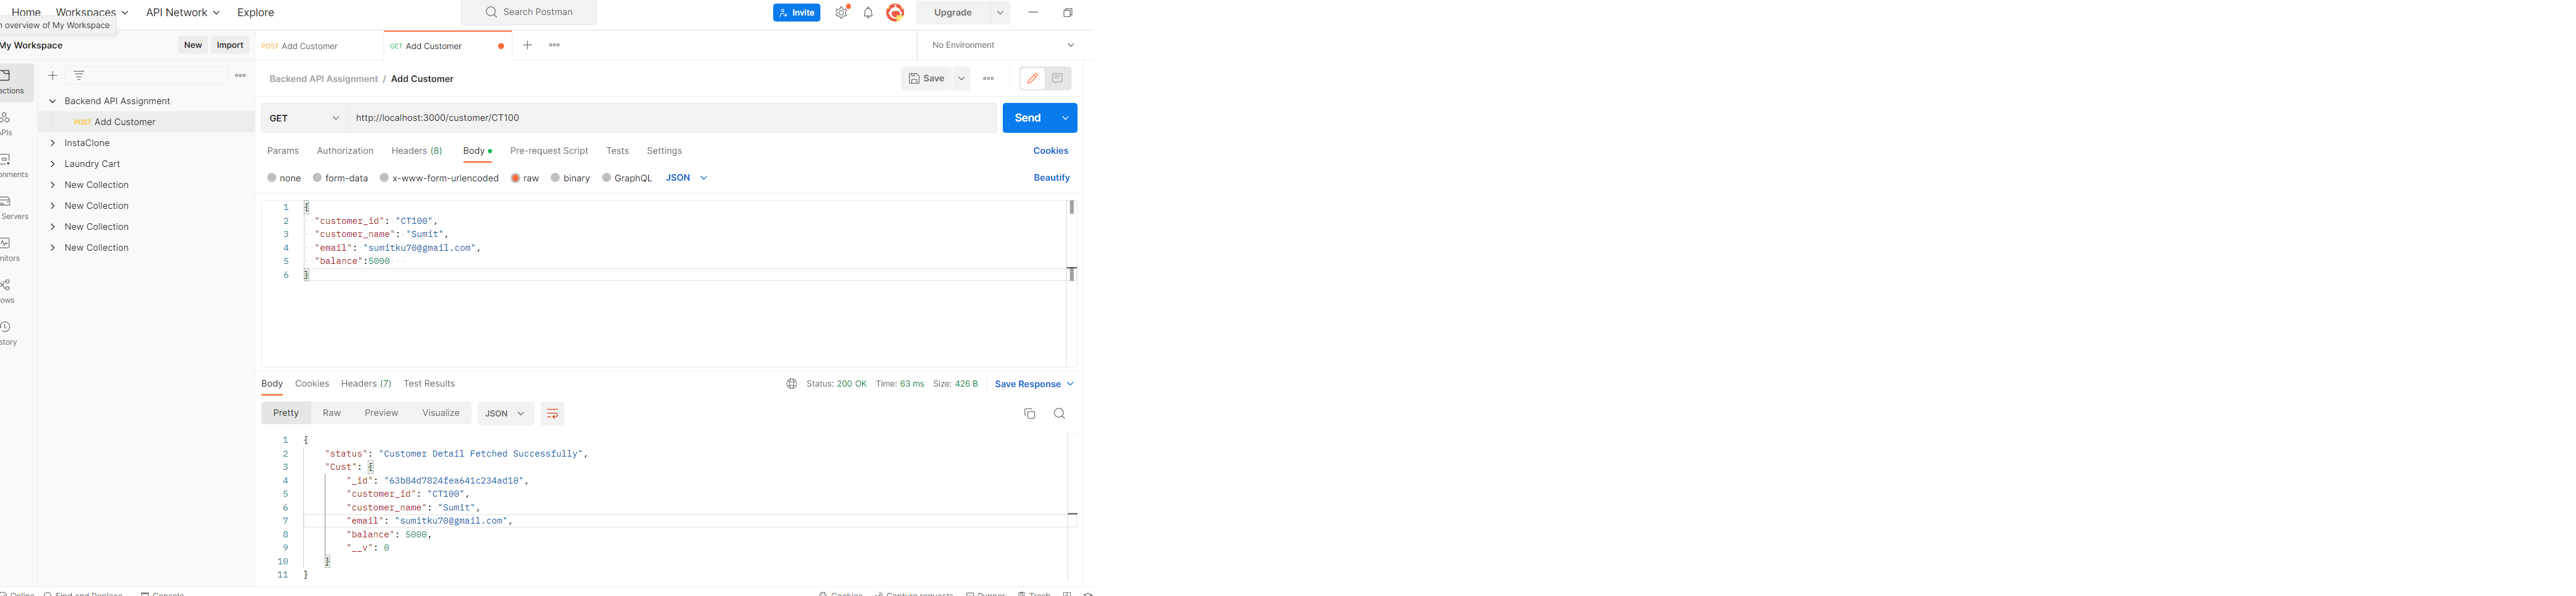 Home Workspaces API Network Explore Search Postman Invite Upgrade
n overview of My Workspace
My Workspace New Import POST Add Customer GET Add Customer No Environment
Backend API Assignment / Add Customer Save
ections
Backend API Assignment
POST Add Customer
GET http://localhost:3000/customer/CT100 Send
APIs
InstaClone
Params Authorization Headers (8) Body Pre-request Script Tests Settings Cookies
Laundry Cart
onments
none form-data x-www-form-urlencoded raw binary GraphQL JSON Beautify
New Collection
New Collection
Servers
New Collection
New Collection
nitors
ows
story
1 {
2 "customer_id": "CT100",
3 "customer_name": "Sumit",
4 "email": "sumitku70@gmail.com",
5 "balance":5000
6 }
Body Cookies Headers (7) Test Results Status: 200 OK Time: 63 ms Size: 426 B Save Response
Pretty Raw Preview Visualize JSON
1 {
2 "status": "Customer Detail Fetched Successfully",
3 "Cust": {
4 "_id": "63b84d7824fea641c234ad10",
5 "customer_id": "CT100",
6 "customer_name": "Sumit",
7 "email": "sumitku70@gmail.com",
8 "balance": 5000,
9 "__v": 0
10 }
11 }
Online Find and Replace Console Cookies Capture requests Runner Trash